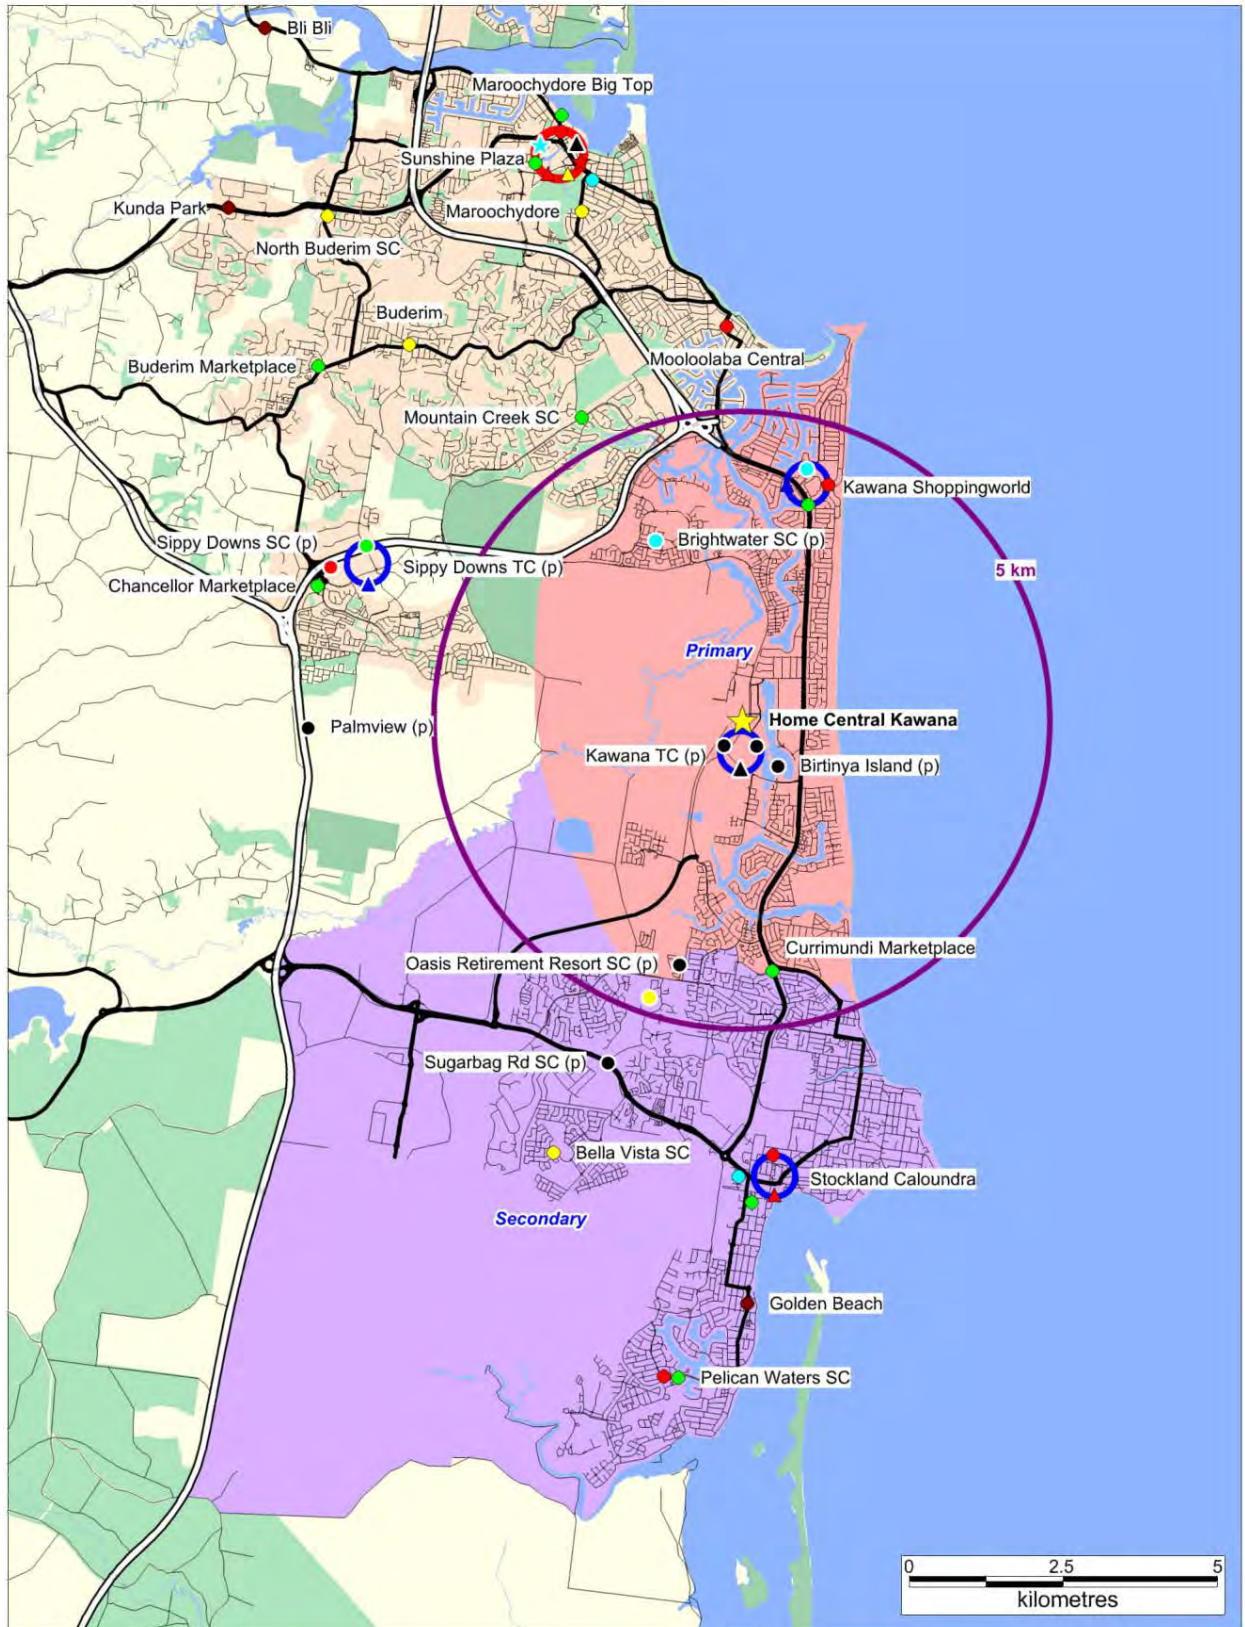 Bli Bli
Maroochydore Big Top
Sunshine Plaza
Kunda Park
Maroochydore
North Buderim SC
Buderim
Mooloolaba Central
Buderim Marketplace
Mountain Creek SC
Kawana Shoppingworld
Sippy Downs SC (p)
Brightwater SC (p)
Sippy Downs TC (p)
5 km
Chancellor Marketplace
Primary
Home Central Kawana
Palmview (p)
Kawana TC (p)
Birtinya Island (p)
Currimundi Marketplace
Oasis Retirement Resort SC (p)
Sugarbag Rd SC (p)
Bella Vista SC
Stockland Caloundra
Secondary
Golden Beach
Pelican Waters SC
0 2.5 5
kilometres